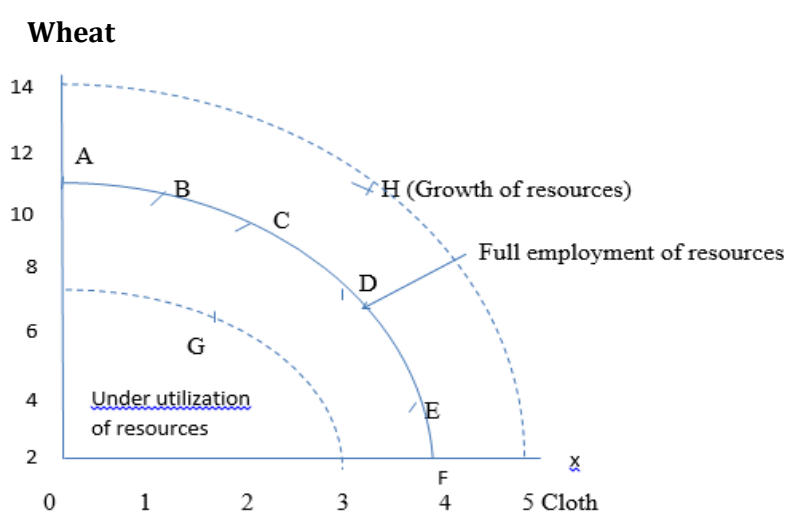 Wheat
14
12
A
B
H (Growth of resources)
10
C
Full employment of resources
8
D
6
G
4
Under utilization
of resources
E
2
x
F
0 1 2 3 4 5 Cloth